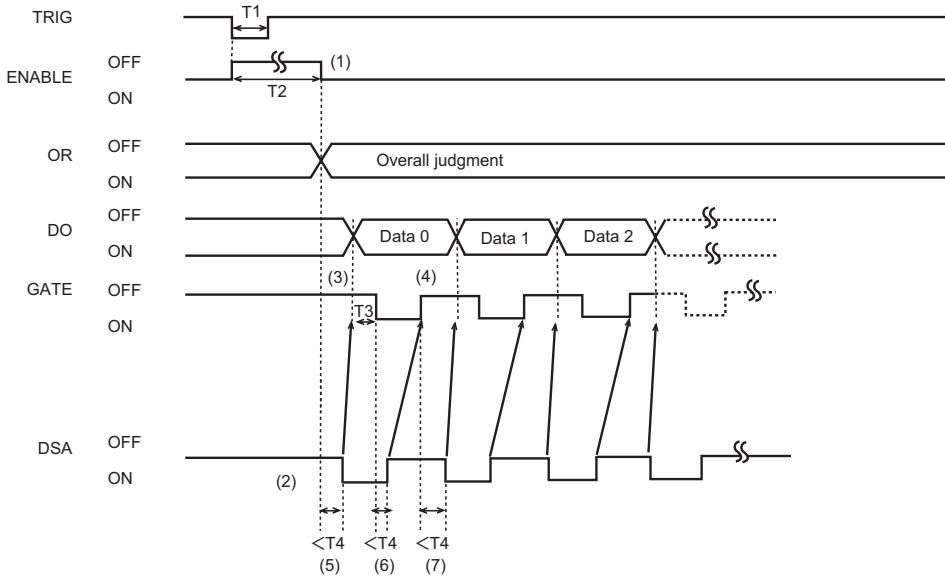 TRIG
T1
OFF
(1)
ENABLE
T2
ON
OFF
OR
Overall judgment
ON
OFF
DO
Data 0
Data 1
Data 2
ON
(3)
(4)
GATE
OFF
T3
ON
OFF
DSA
ON
(2)
<T4
<T4
<T4
(5)
(6)
(7)